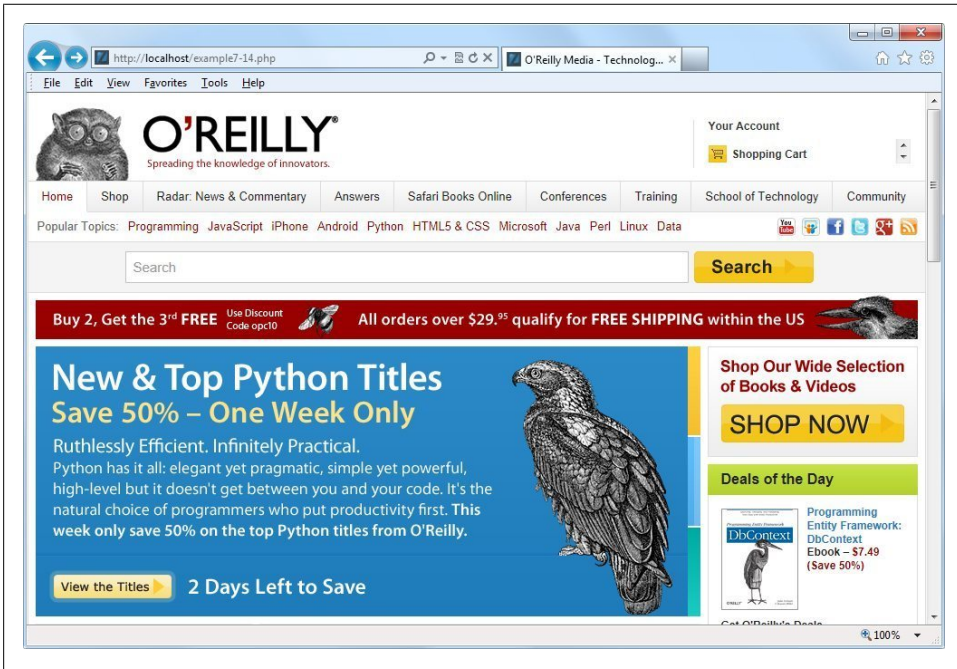 http://localhost/example7-14.php
O'Reilly Media - Technolog...
File Edit View Favorites Tools Help
O'REILLY®
Spreading the knowledge of innovators.
Your Account
Shopping Cart
Home Shop Radar: News & Commentary Answers Safari Books Online Conferences Training School of Technology Community
Popular Topics: Programming JavaScript iPhone Android Python HTML5 & CSS Microsoft Java Perl Linux Data
You Tube
Search
Search
Buy 2, Get the 3rd FREE
Use Discount
Code opc10
All orders over $29.95 qualify for FREE SHIPPING within the US
New & Top Python Titles
Save 50% – One Week Only
Ruthlessly Efficient. Infinitely Practical.
Python has it all: elegant yet pragmatic, simple yet powerful,
high-level but it doesn't get between you and your code. It's the
natural choice of programmers who put productivity first. This
week only save 50% on the top Python titles from O'Reilly.
View the Titles
2 Days Left to Save
Shop Our Wide Selection
of Books & Videos
SHOP NOW
Deals of the Day
Programming Entity Framework
DbContext
O'REILLY
Programming
Entity Framework:
DbContext
Ebook – $7.49
(Save 50%)
Get O'Reilly's Deals
100%